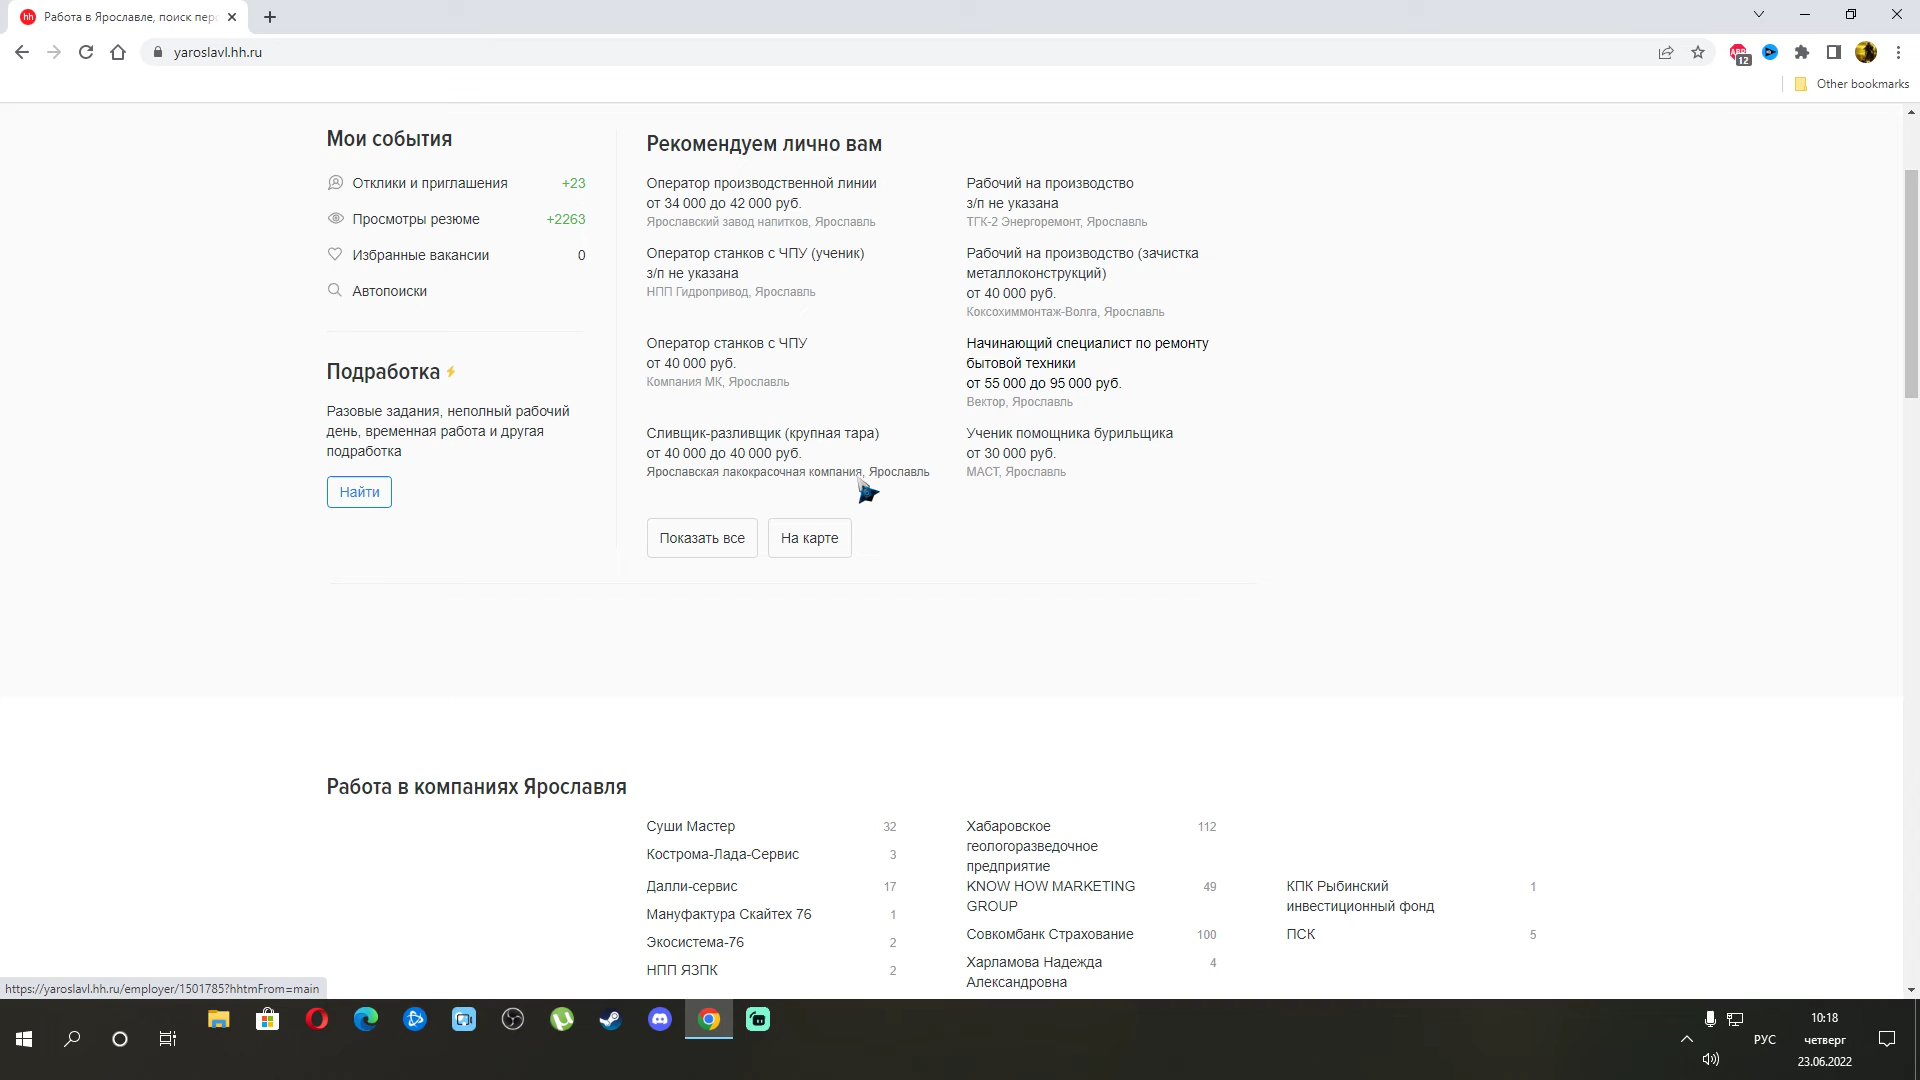 Работа в Ярославле, поиск пер
yaroslavl.hh.ru
12
Other bookmarks
Мои события
Отклики и приглашения +23
Просмотры резюме +2263
Избранные вакансии 0
Автопоиски
Подработка
Разовые задания, неполный рабочий
день, временная работа и другая
подработка
Найти
Рекомендуем лично вам
Оператор производственной линии
от 34 000 до 42 000 руб.
Ярославский завод напитков, Ярославль
Рабочий на производство
з/п не указана
ТГК-2 Энергоремонт, Ярославль
Оператор станков с ЧПУ (ученик)
з/п не указана
НПП Гидропривод, Ярославль
Рабочий на производство (зачистка
металлоконструкций)
от 40 000 руб.
Коксохиммонтаж-Волга, Ярославль
Оператор станков с ЧПУ
от 40 000 руб.
Компания МК, Ярославль
Начинающий специалист по ремонту
бытовой техники
от 55 000 до 95 000 руб.
Вектор, Ярославль
Сливщик-разливщик (крупная тара)
от 40 000 до 40 000 руб.
Ярославская лакокрасочная компания, Ярославль
Ученик помощника бурильщика
от 30 000 руб.
МАСТ, Ярославль
Показать все
На карте
Работа в компаниях Ярославля
Суши Мастер 32
Кострома-Лада-Сервис 3
Далли-сервис 17
Мануфактура Скайтех 76 1
Экосистема-76 2
НПП ЯЗПК 2
Хабаровское 112
геологоразведочное
предприятие
KNOW HOW MARKETING 49
GROUP
Совкомбанк Страхование 100
Харламова Надежда 4
Александровна
КПК Рыбинский 1
инвестиционный фонд
ПСК 5
https://yaroslavl.hh.ru/employer/1501785?hhtmFrom=main
РУС
10:18
четверг
23.06.2022